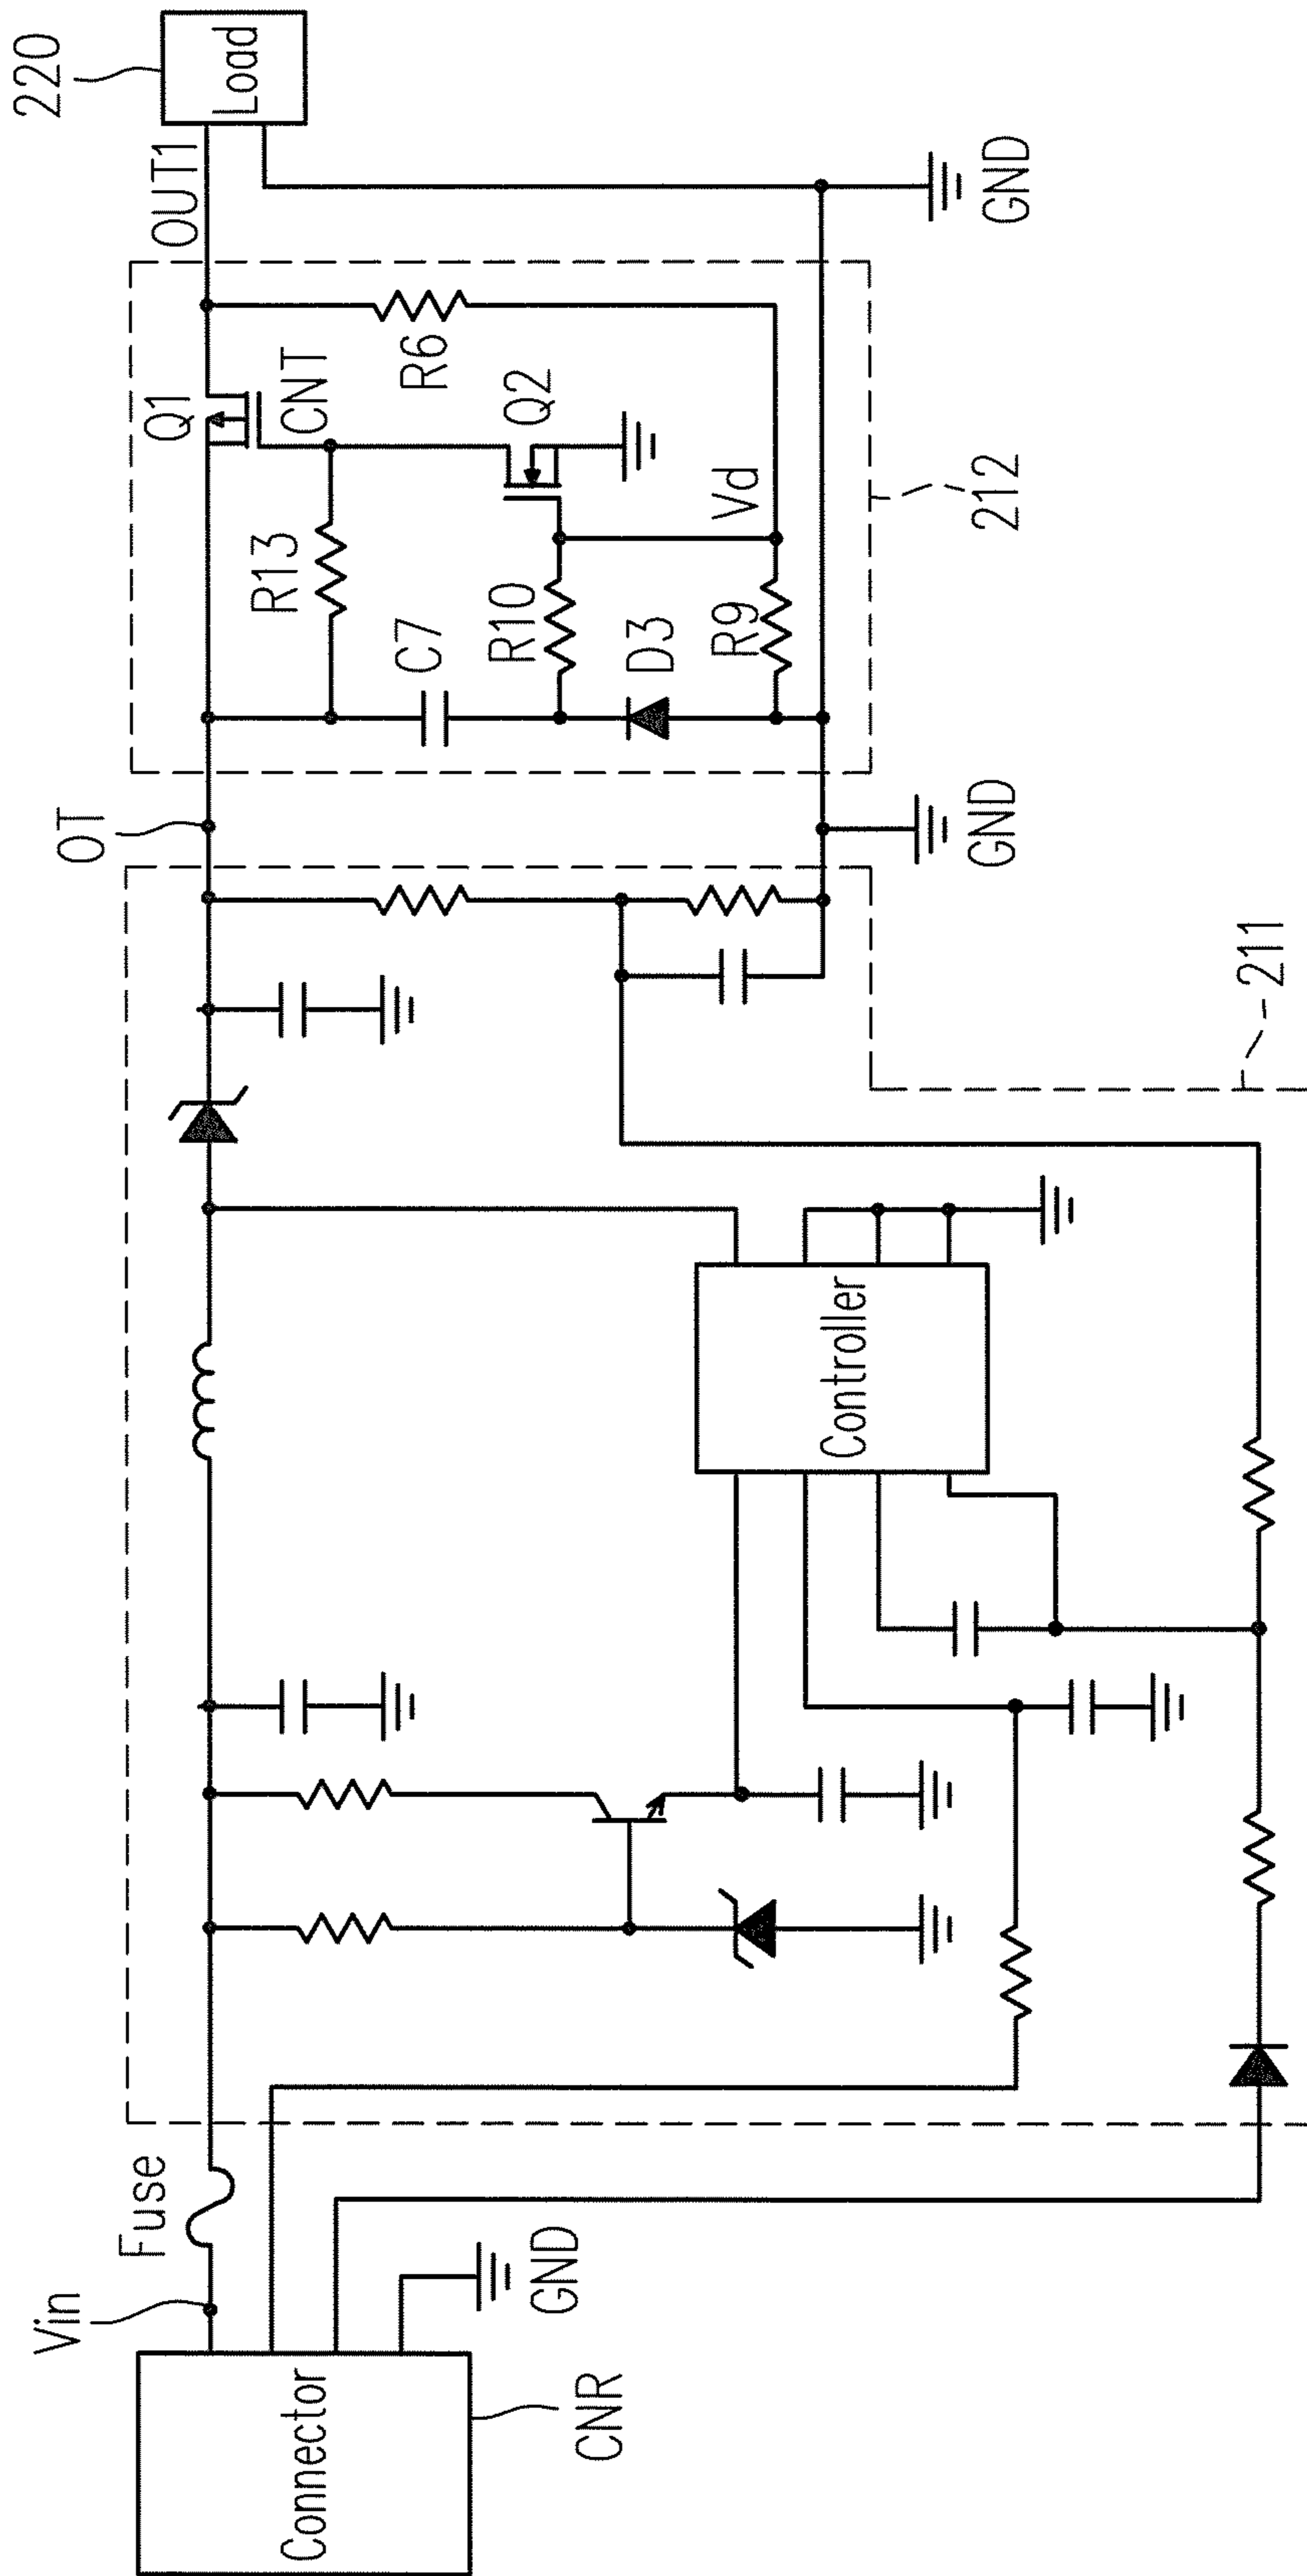 220
Load
OUT1
Q1
CNT
R6
Q2
Vd
R13
C7
R10
D3
R9
212
GND
OT
GND
211
Controller
Fuse
Vin
GND
Connector
CNR